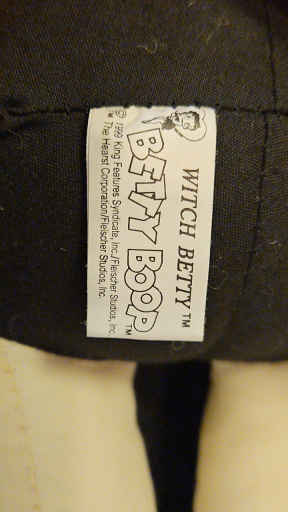 WITCH BETTY™
BETTY BOOP™
© 1999 King Features Syndicate, Inc./Fleischer Studios, Inc.
™ The Hearst Corporation/Fleischer Studios, Inc.